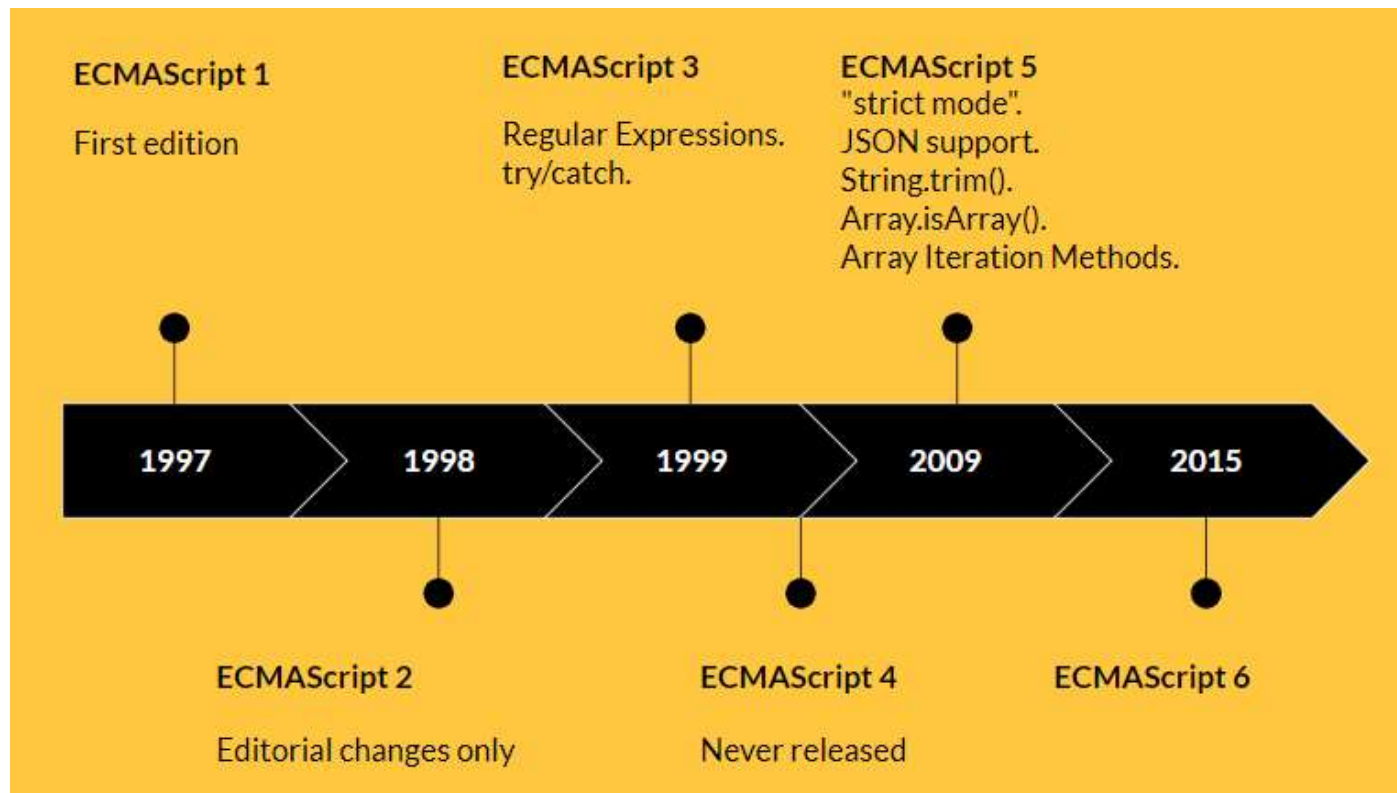 ECMAScript 1
First edition
ECMAScript 3
Regular Expressions.
try/catch.
ECMAScript 5
"strict mode".
JSON support.
String.trim().
Array.isArray().
Array Iteration Methods.
1997
1998
1999
2009
2015
ECMAScript 2
Editorial changes only
ECMAScript 4
Never released
ECMAScript 6